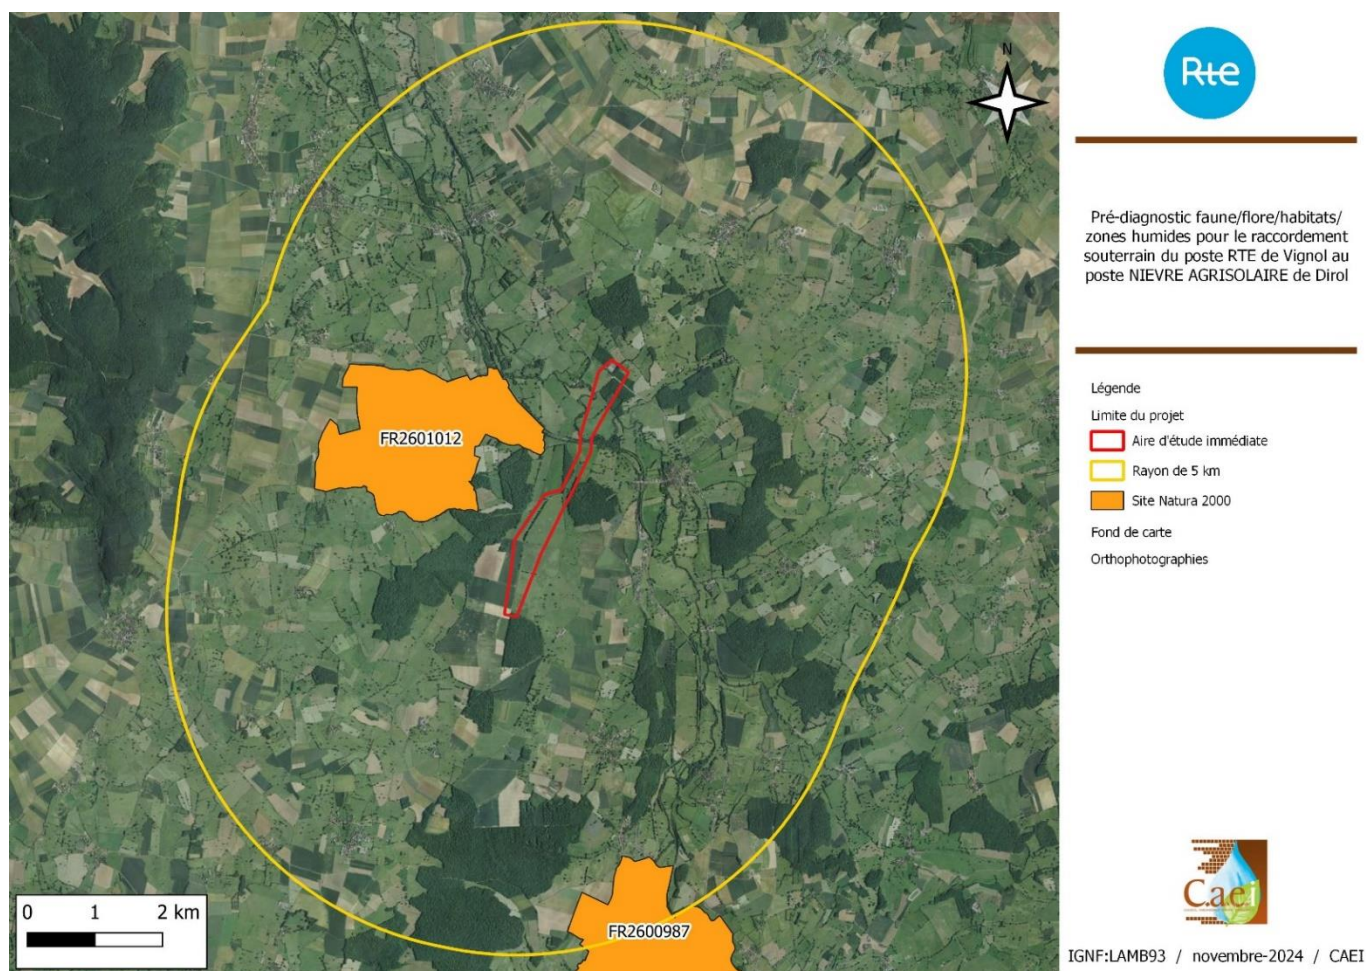 N
FR2601012
FR2600987
0 1 2 km
Rte
Pré-diagnostic faune/flore/habitats/
zones humides pour le raccordement
souterrain du poste RTE de Vignol au
poste NIEVRE AGRISOLAIRE de Dirol
Légende
Limite du projet
Aire d'étude immédiate
Rayon de 5 km
Site Natura 2000
Fond de carte
Orthophotographies
C.a.e.i
IGNF:LAMB93 / novembre-2024 / CAEI